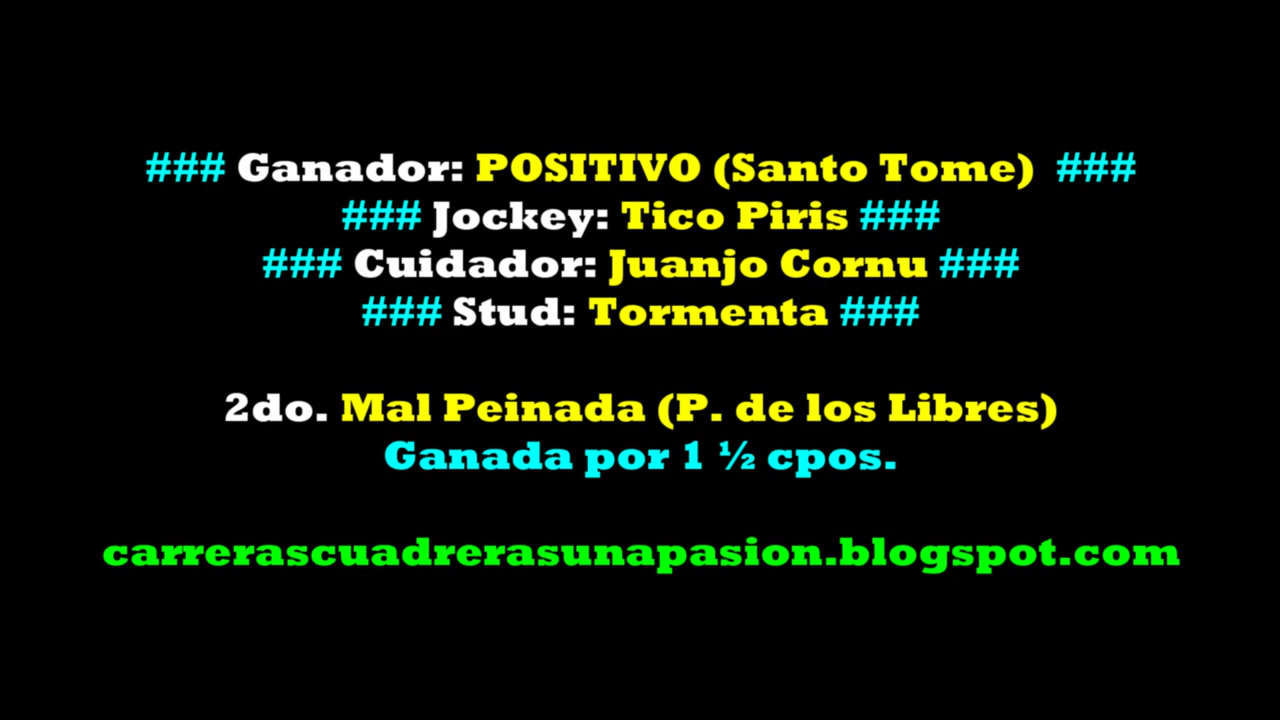 ### Ganador: POSITIVO (Santo Tome) ###
### Jockey: Tico Piris ###
### Cuidador: Juanjo Cornu ###
### Stud: Tormenta ###
2do. Mal Peinada (P. de los Libres)
Ganada por 1 ½ cpos.
carrerascuadrerasunapasion.blogspot.com